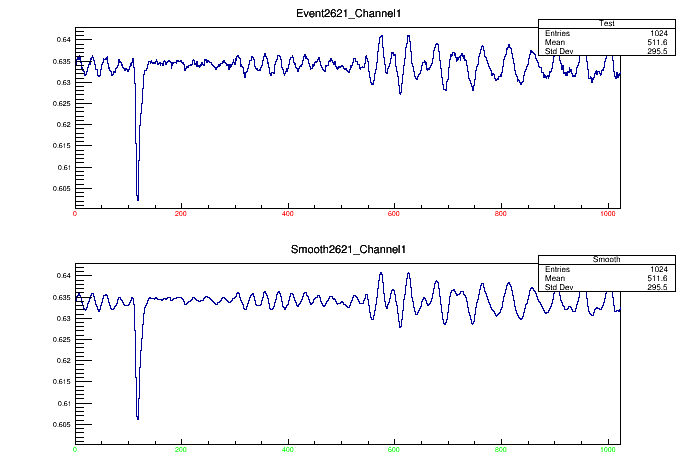 Event2621_Channel1
Test
Entries 1024
Mean 511.6
Std Dev 295.5
0.64
0.635
0.63
0.625
0.62
0.615
0.61
0.605
0 200 400 600 800 1000
Smooth2621_Channel1
Smooth
Entries 1024
Mean 511.6
Std Dev 295.5
0.64
0.635
0.63
0.625
0.62
0.615
0.61
0.605
0 200 400 600 800 1000